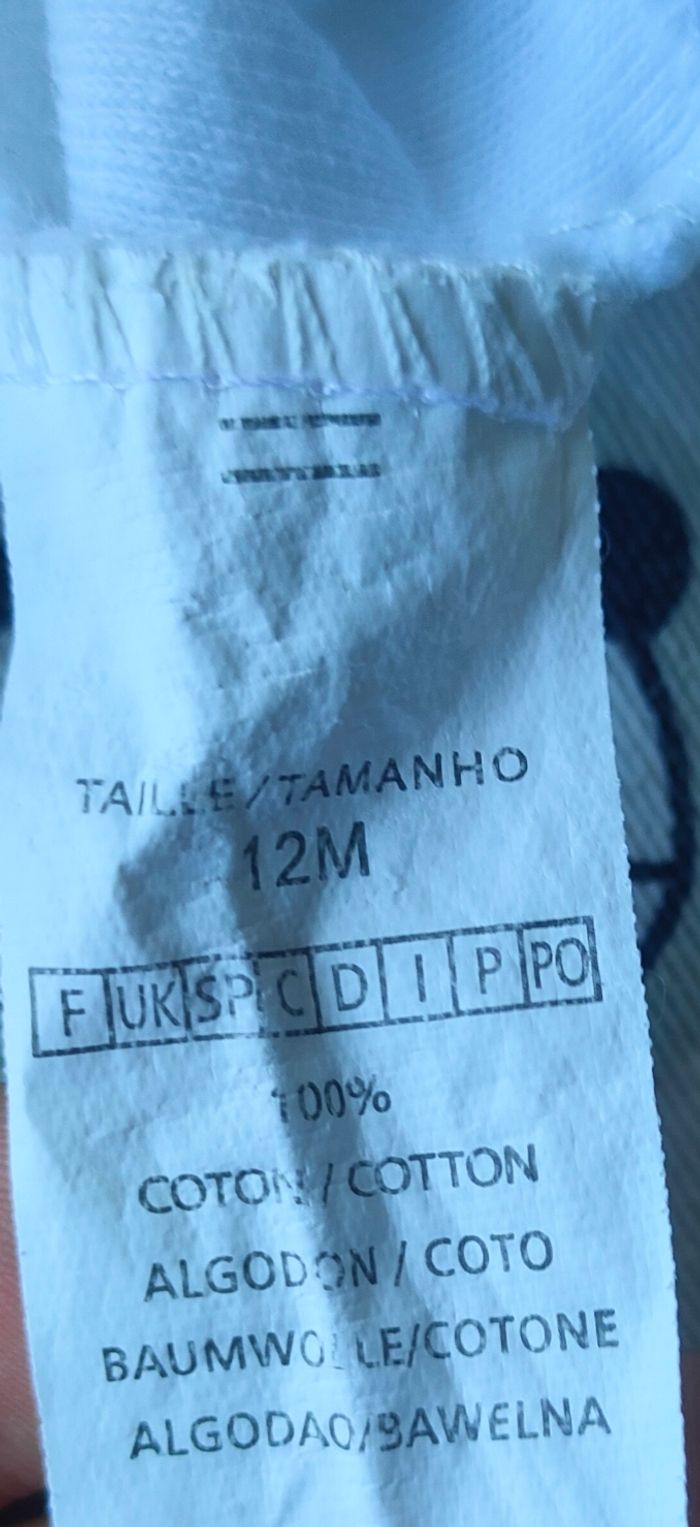 TAILLE/TAMANHO
12M
F UK SP C D I P PO
100%
COTON / COTTON
ALGODON / COTO
BAUMWOLLE/COTONE
ALGODAO/BAWELNA